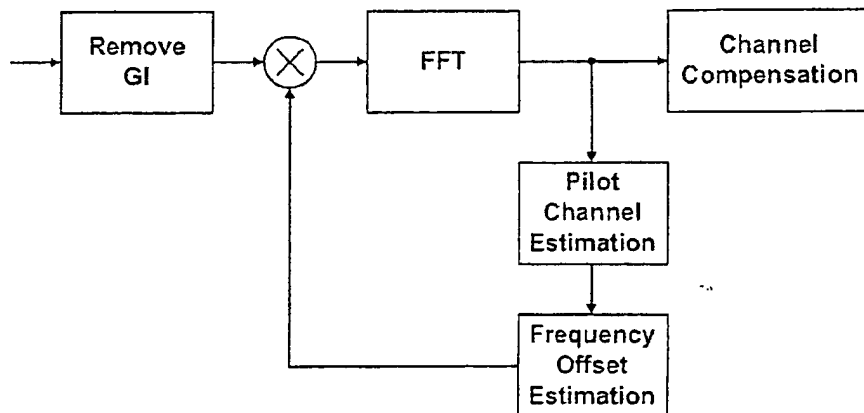 Remove
GI
FFT
Channel
Compensation
Pilot
Channel
Estimation
Frequency
Offset
Estimation